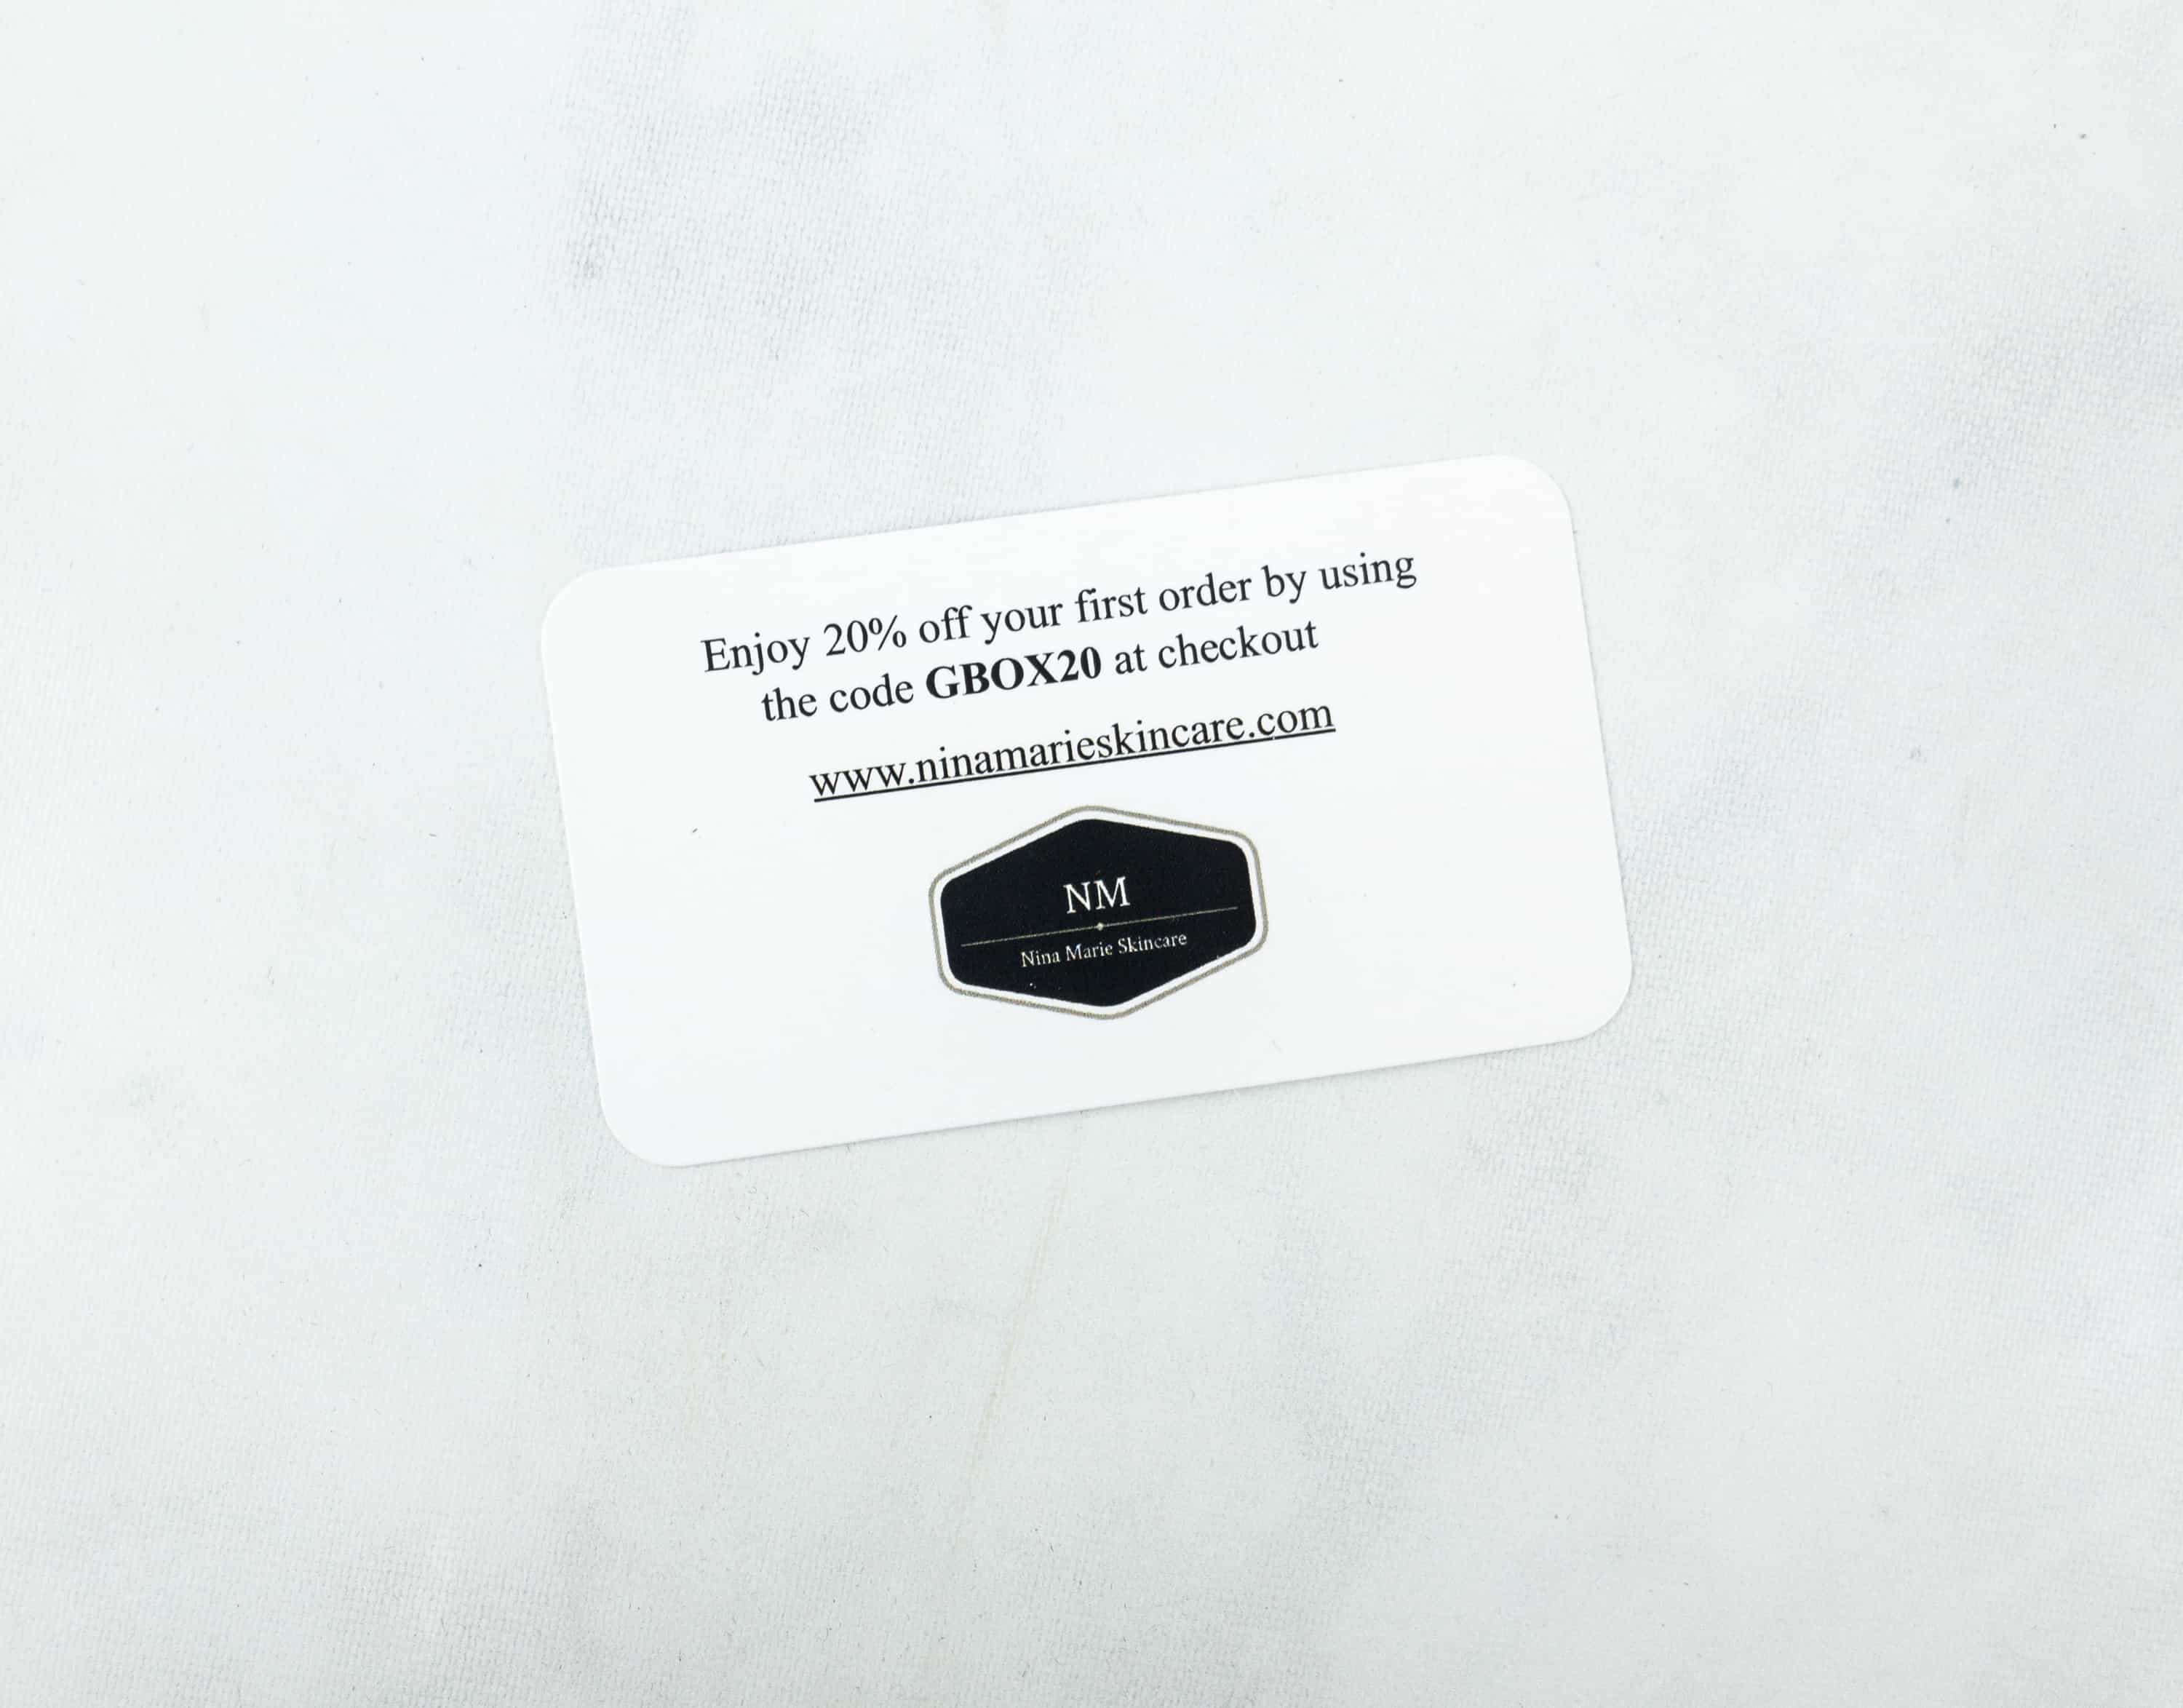 Enjoy 20% off your first order by using
the code GBOX20 at checkout
www.ninamarieskincare.com
NM
Nina Marie Skincare